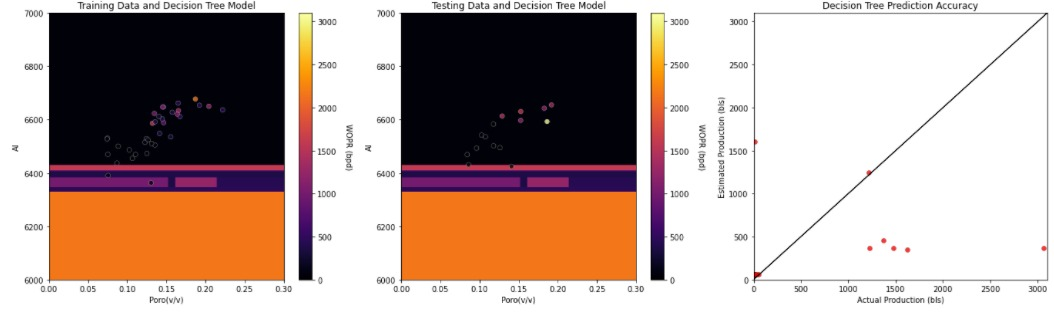 Training Data and Decision Tree Model
7000
6800
6600
6400
6200
6000
AI
0.00 0.05 0.10 0.15 0.20 0.25 0.30
Poro(v/v)
3000
2500
2000
1500
1000
500
0
WOPR (bpd)
Testing Data and Decision Tree Model
7000
6800
6600
6400
6200
6000
AI
0.00 0.05 0.10 0.15 0.20 0.25 0.30
Poro(v/v)
3000
2500
2000
1500
1000
500
0
WOPR (bpd)
Decision Tree Prediction Accuracy
3000
2500
2000
1500
1000
500
0
Estimated Production (bls)
0 500 1000 1500 2000 2500 3000
Actual Production (bls)